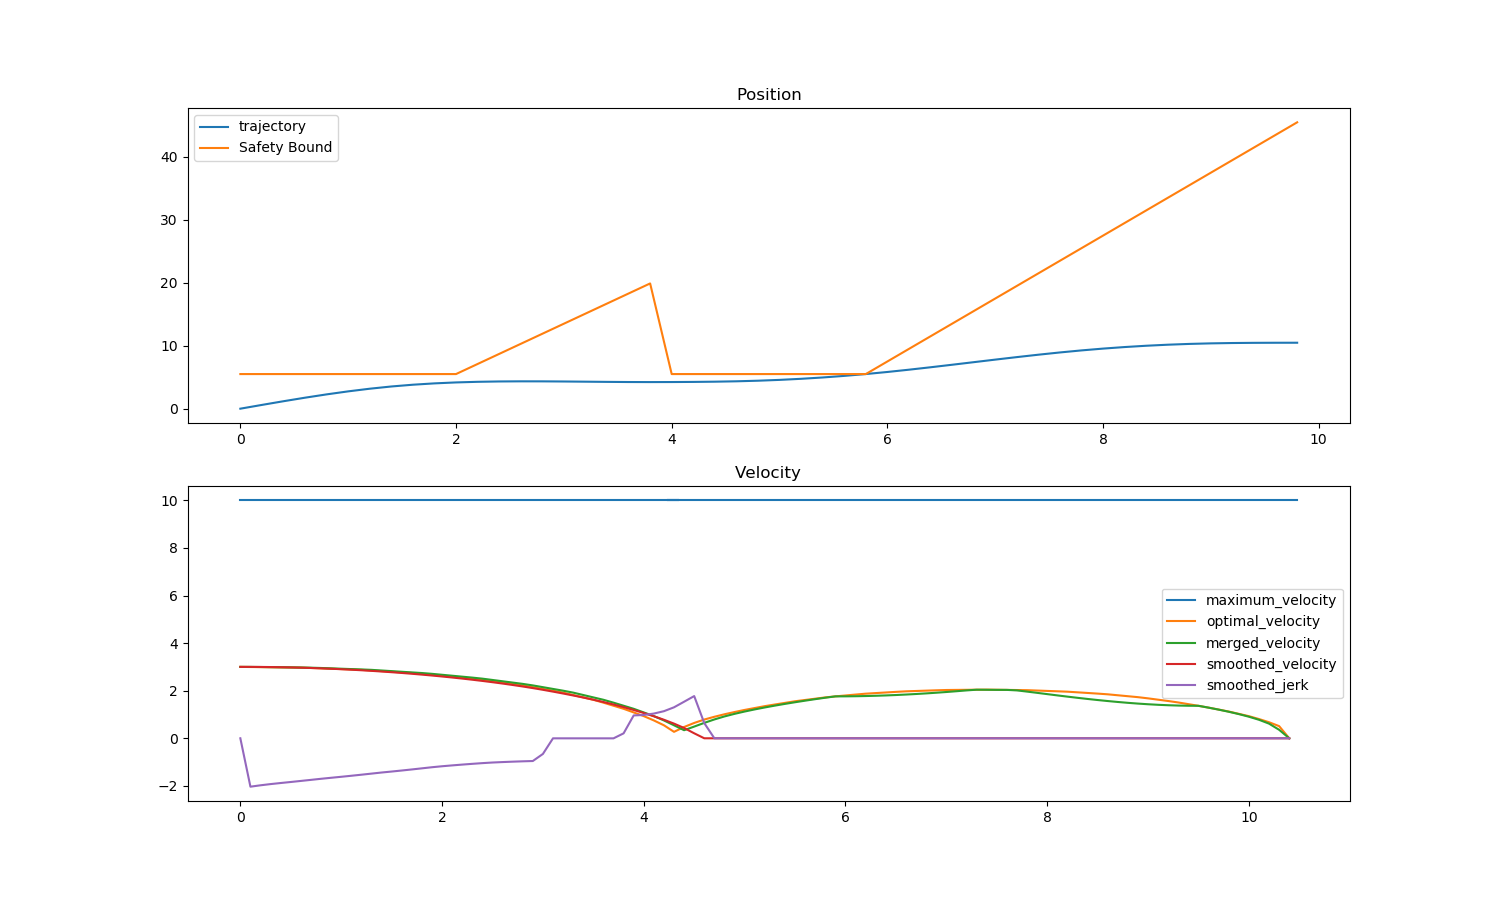 Position
trajectory
Safety Bound
40
30
20
10
0
0 2 4 6 8 10
Velocity
10
8
6
4
2
0
−2
maximum_velocity
optimal_velocity
merged_velocity
smoothed_velocity
smoothed_jerk
0 2 4 6 8 10